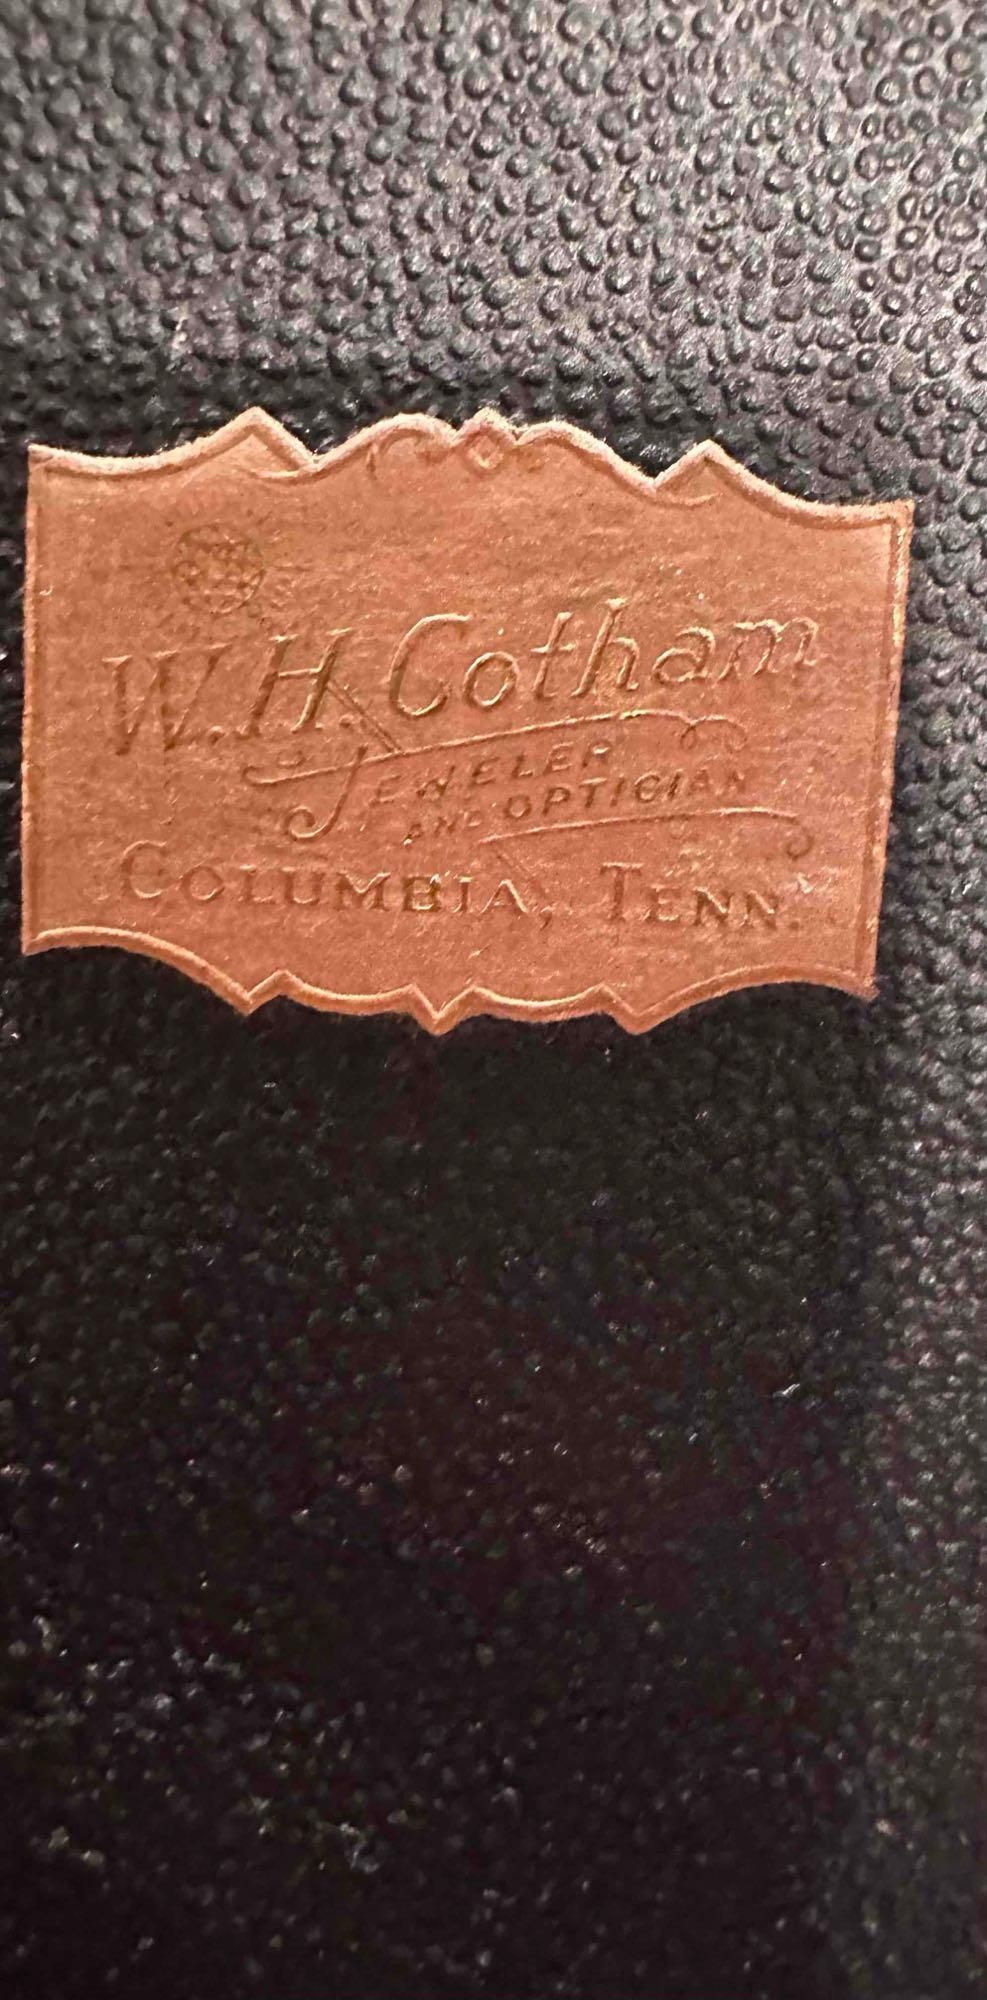 W.H. Cotham
JEWELER
AND OPTICIAN
COLUMBIA, TENN.